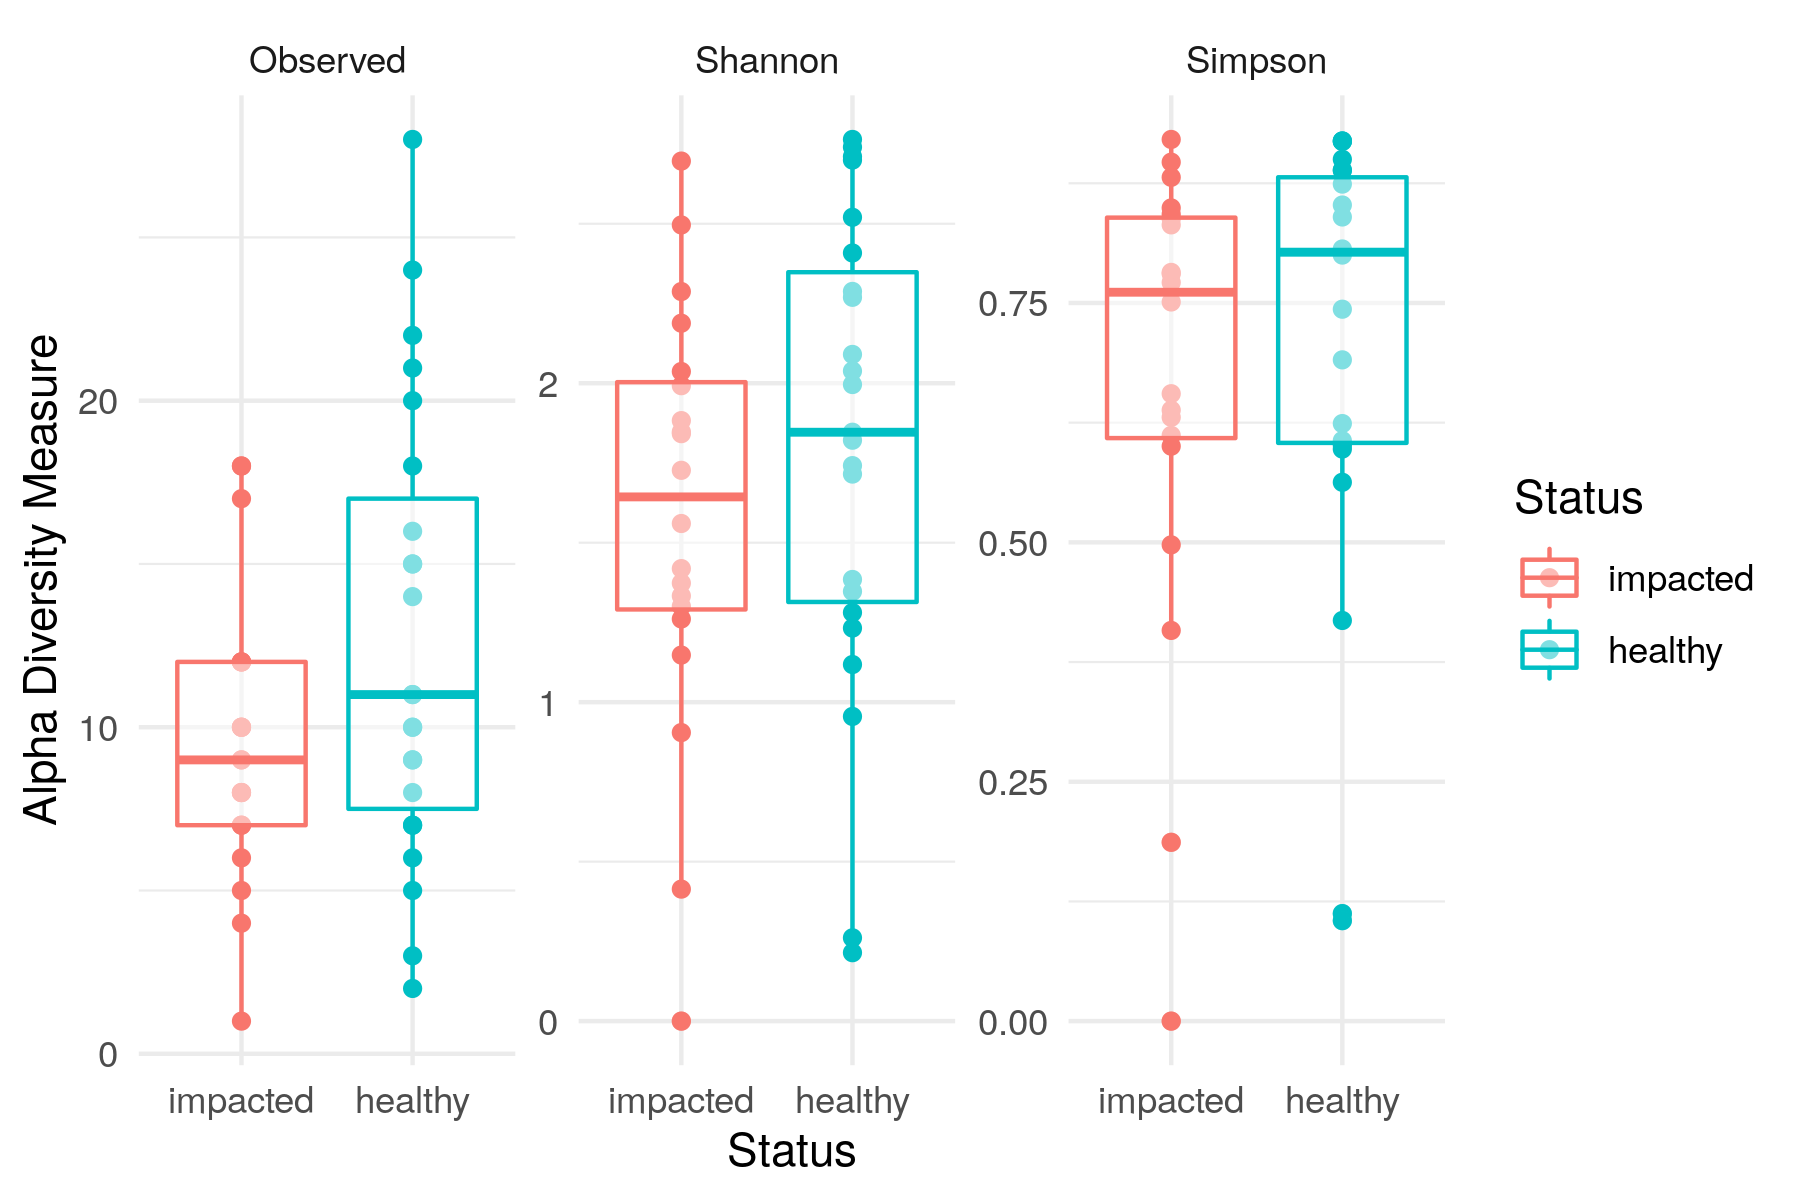 Observed
Shannon
Simpson
Alpha Diversity Measure
20
10
0
2
1
0
0.75
0.50
0.25
0.00
impacted
healthy
impacted
healthy
impacted
healthy
Status
Status
impacted
healthy